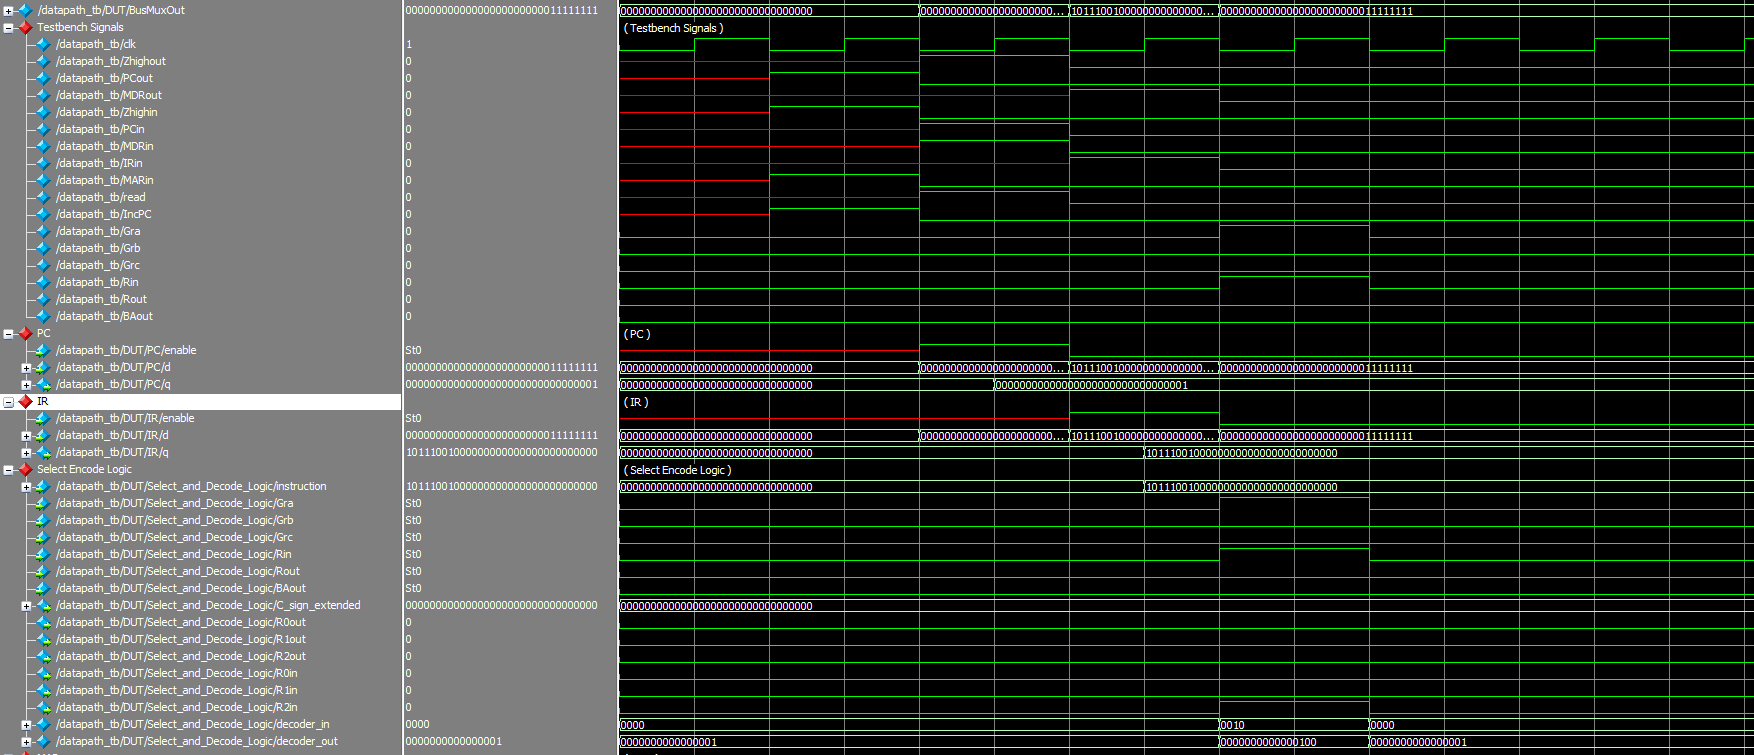 /datapath_tb/DUT/BusMuxOut 00000000000000000000000011111111 00000000000000000000000000000000 0000000000000000000000... 1011100100000000000000... 00000000000000000000000011111111
Testbench Signals ( Testbench Signals )
/datapath_tb/clk 1
/datapath_tb/Zhighout 0
/datapath_tb/PCout 0
/datapath_tb/MDRout 0
/datapath_tb/Zhighin 0
/datapath_tb/PCin 0
/datapath_tb/MDRin 0
/datapath_tb/IRin 0
/datapath_tb/MARin 0
/datapath_tb/read 0
/datapath_tb/IncPC 0
/datapath_tb/Gra 0
/datapath_tb/Grb 0
/datapath_tb/Grc 0
/datapath_tb/Rin 0
/datapath_tb/Rout 0
/datapath_tb/BAout 0
PC ( PC )
/datapath_tb/DUT/PC/enable St0
/datapath_tb/DUT/PC/d 00000000000000000000000011111111 00000000000000000000000000000000 0000000000000000000000... 1011100100000000000000... 00000000000000000000000011111111
/datapath_tb/DUT/PC/q 00000000000000000000000000000001 00000000000000000000000000000000 00000000000000000000000000000001
IR ( IR )
/datapath_tb/DUT/IR/enable St0
/datapath_tb/DUT/IR/d 00000000000000000000000011111111 00000000000000000000000000000000 0000000000000000000000... 1011100100000000000000... 00000000000000000000000011111111
/datapath_tb/DUT/IR/q 10111001000000000000000000000000 00000000000000000000000000000000 10111001000000000000000000000000
Select Encode Logic ( Select Encode Logic )
/datapath_tb/DUT/Select_and_Decode_Logic/instruction 10111001000000000000000000000000 00000000000000000000000000000000 10111001000000000000000000000000
/datapath_tb/DUT/Select_and_Decode_Logic/Gra St0
/datapath_tb/DUT/Select_and_Decode_Logic/Grb St0
/datapath_tb/DUT/Select_and_Decode_Logic/Grc St0
/datapath_tb/DUT/Select_and_Decode_Logic/Rin St0
/datapath_tb/DUT/Select_and_Decode_Logic/Rout St0
/datapath_tb/DUT/Select_and_Decode_Logic/BAout St0
/datapath_tb/DUT/Select_and_Decode_Logic/C_sign_extended 00000000000000000000000000000000 00000000000000000000000000000000
/datapath_tb/DUT/Select_and_Decode_Logic/R0out 0
/datapath_tb/DUT/Select_and_Decode_Logic/R1out 0
/datapath_tb/DUT/Select_and_Decode_Logic/R2out 0
/datapath_tb/DUT/Select_and_Decode_Logic/R0in 0
/datapath_tb/DUT/Select_and_Decode_Logic/R1in 0
/datapath_tb/DUT/Select_and_Decode_Logic/R2in 0
/datapath_tb/DUT/Select_and_Decode_Logic/decoder_in 0000 0000 0010 0000
/datapath_tb/DUT/Select_and_Decode_Logic/decoder_out 0000000000000001 0000000000000001 0000000000000100 0000000000000001